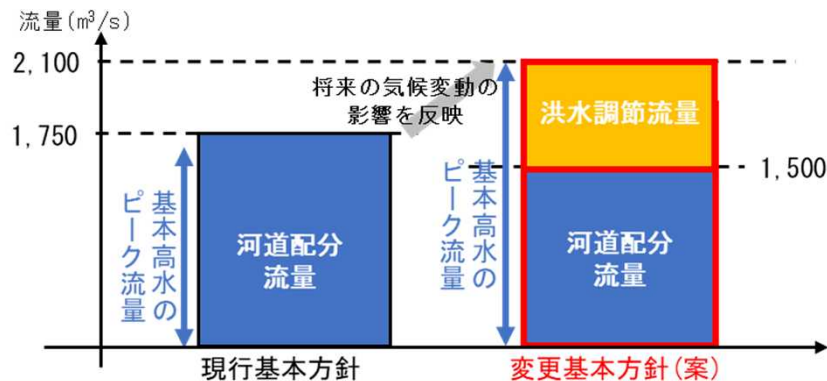 流量(m³/s)
2,100
将来の気候変動の
影響を反映
1,750
基本高水の
ピーク流量
河道配分
流量
現行基本方針
基本高水の
ピーク流量
洪水調節流量
1,500
河道配分
流量
変更基本方針(案)